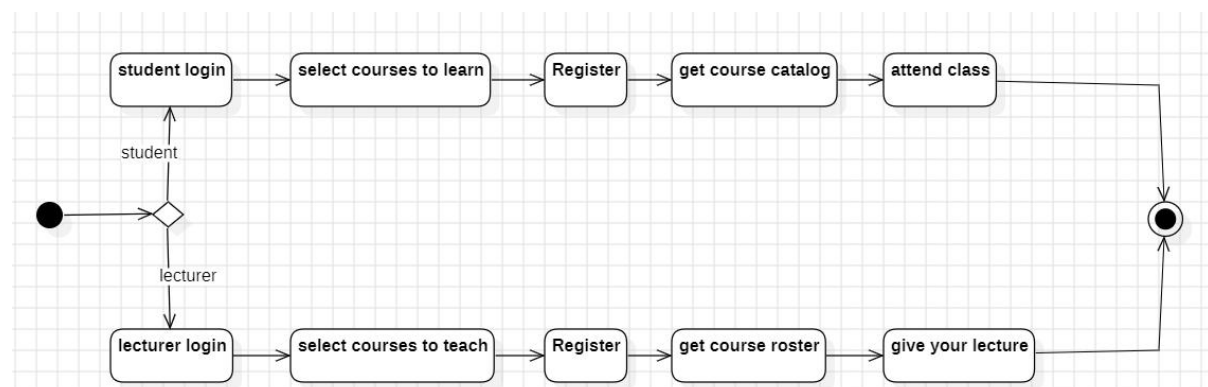 student login
select courses to learn
Register
get course catalog
attend class
student
lecturer
lecturer login
select courses to teach
Register
get course roster
give your lecture